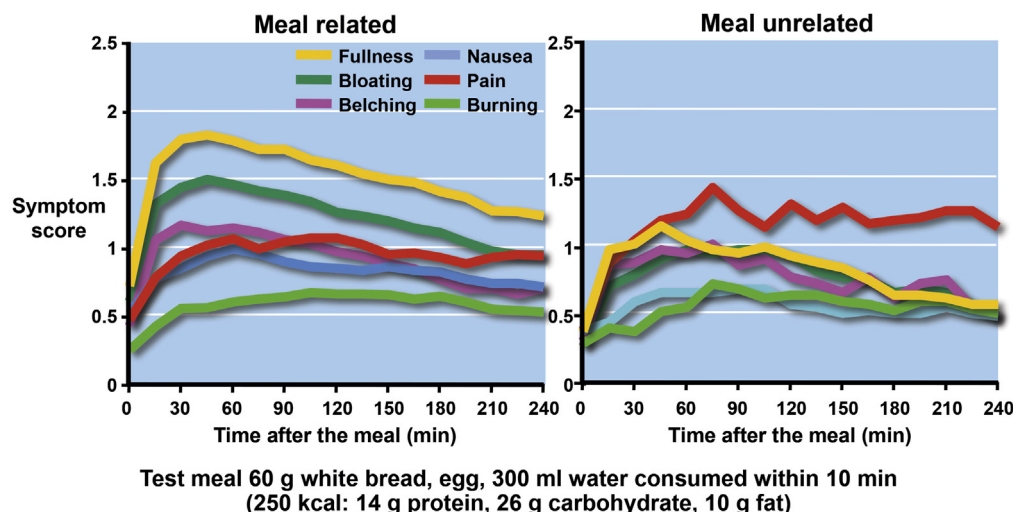 Meal related
Meal unrelated
2.5
2
1.5
1
0.5
0
Fullness
Nausea
Bloating
Pain
Belching
Burning
2.5
2
1.5
1
0.5
0
Symptom
score
0 30 60 90 120 150 180 210 240
0 30 60 90 120 150 180 210 240
Time after the meal (min)
Time after the meal (min)
Test meal 60 g white bread, egg, 300 ml water consumed within 10 min
(250 kcal: 14 g protein, 26 g carbohydrate, 10 g fat)